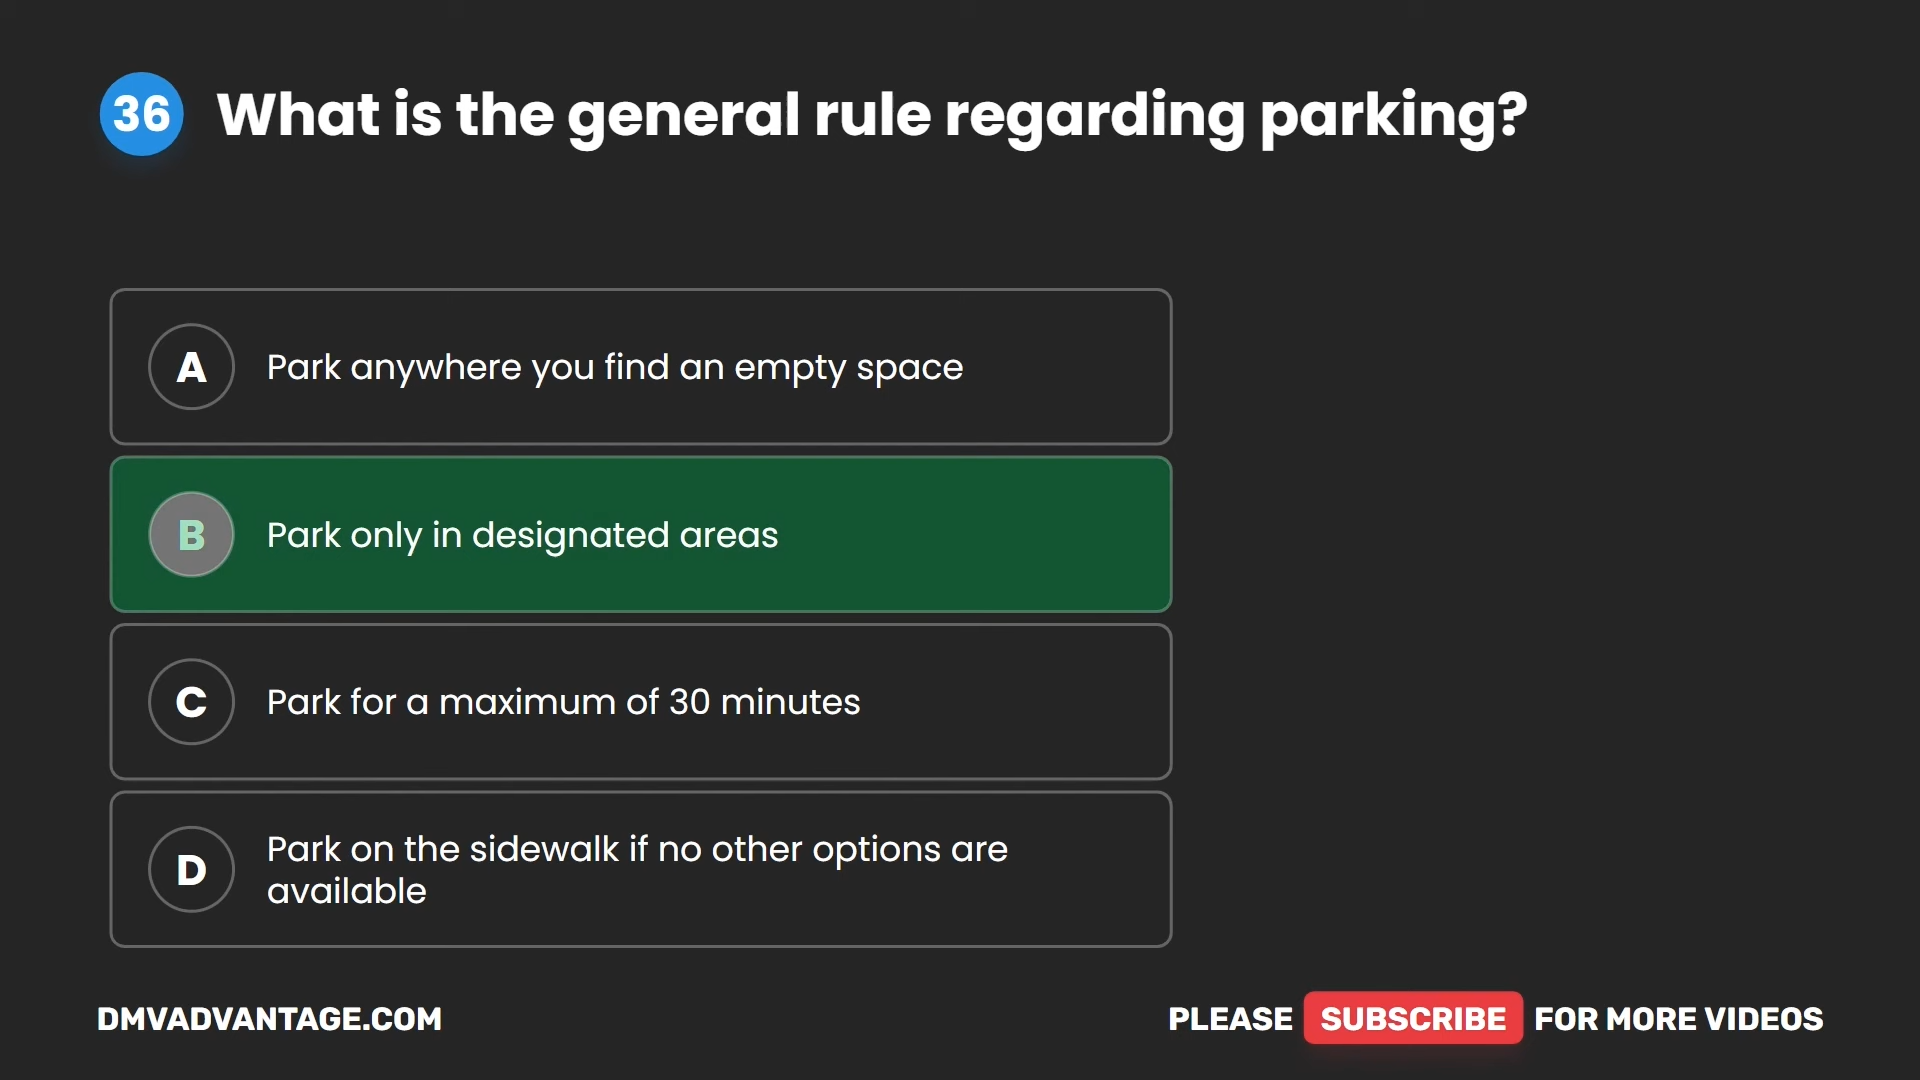 36 What is the general rule regarding parking?
A Park anywhere you find an empty space
B Park only in designated areas
C Park for a maximum of 30 minutes
D Park on the sidewalk if no other options are
available
DMVADVANTAGE.COM
PLEASE SUBSCRIBE FOR MORE VIDEOS